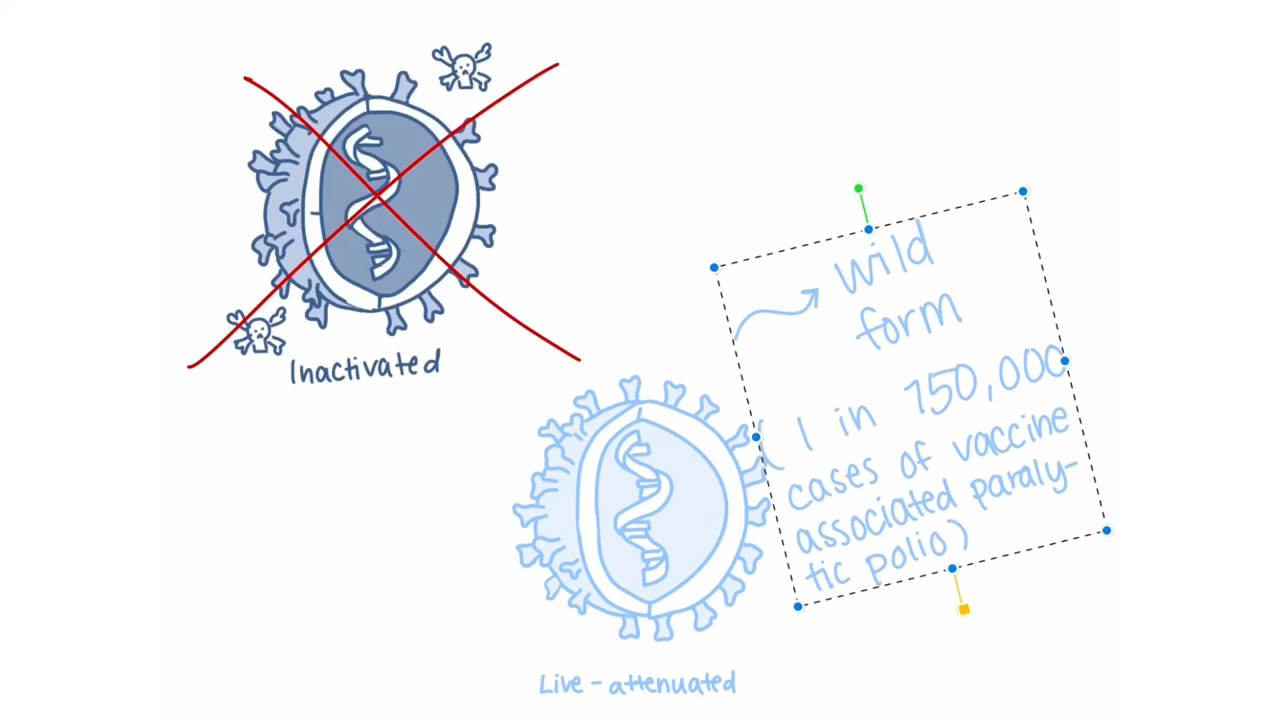 Inactivated
wild
form
( 1 in 750,000
cases of vaccine
associated paraly-
tic polio)
Live - attenuated